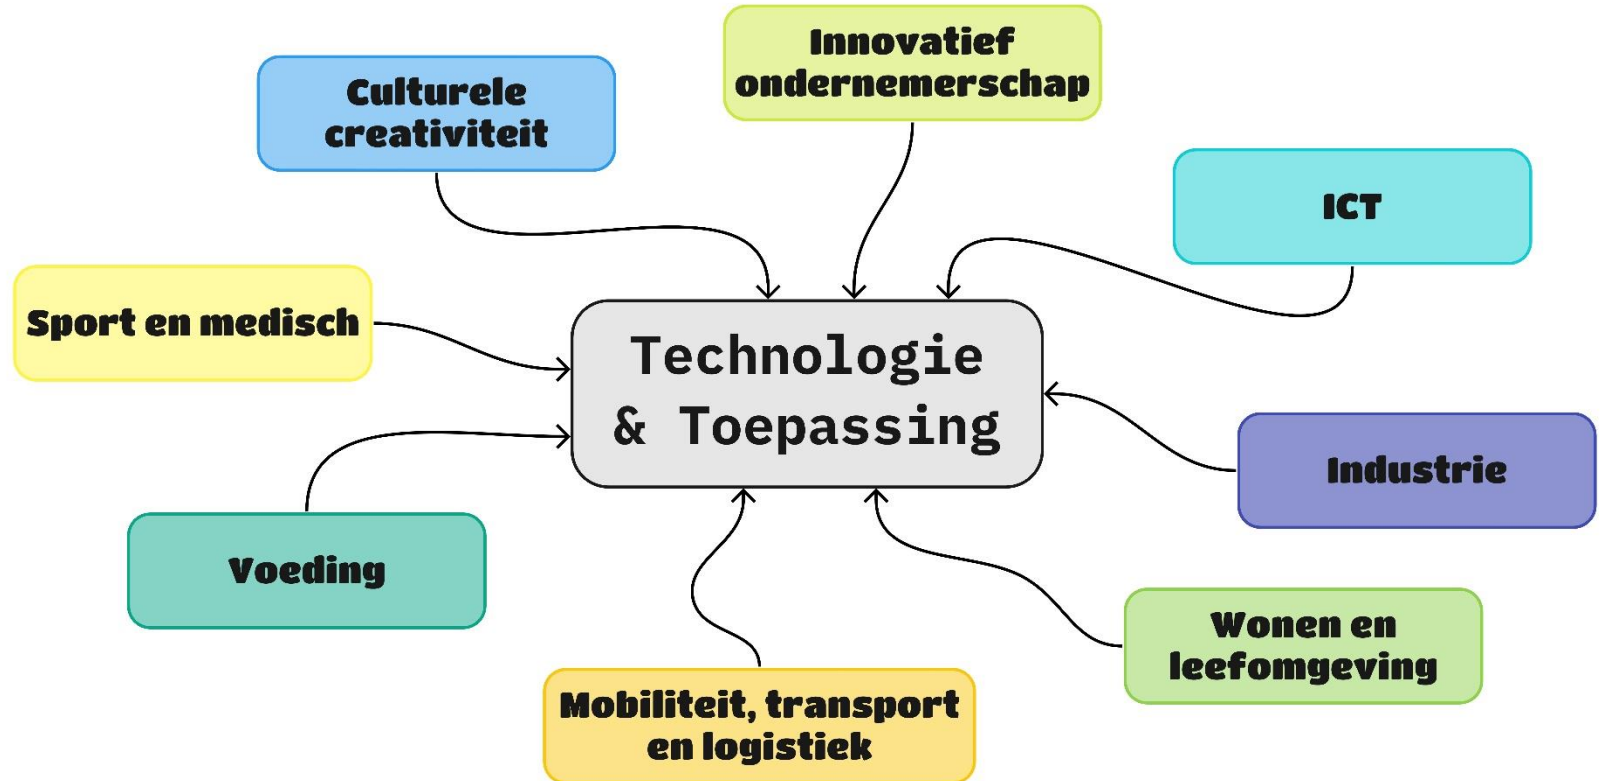 Innovatief
ondernemerschap
Culturele
creativiteit
ICT
Sport en medisch
Technologie
& Toepassing
Industrie
Voeding
Wonen en
leefomgeving
Mobiliteit, transport
en logistiek